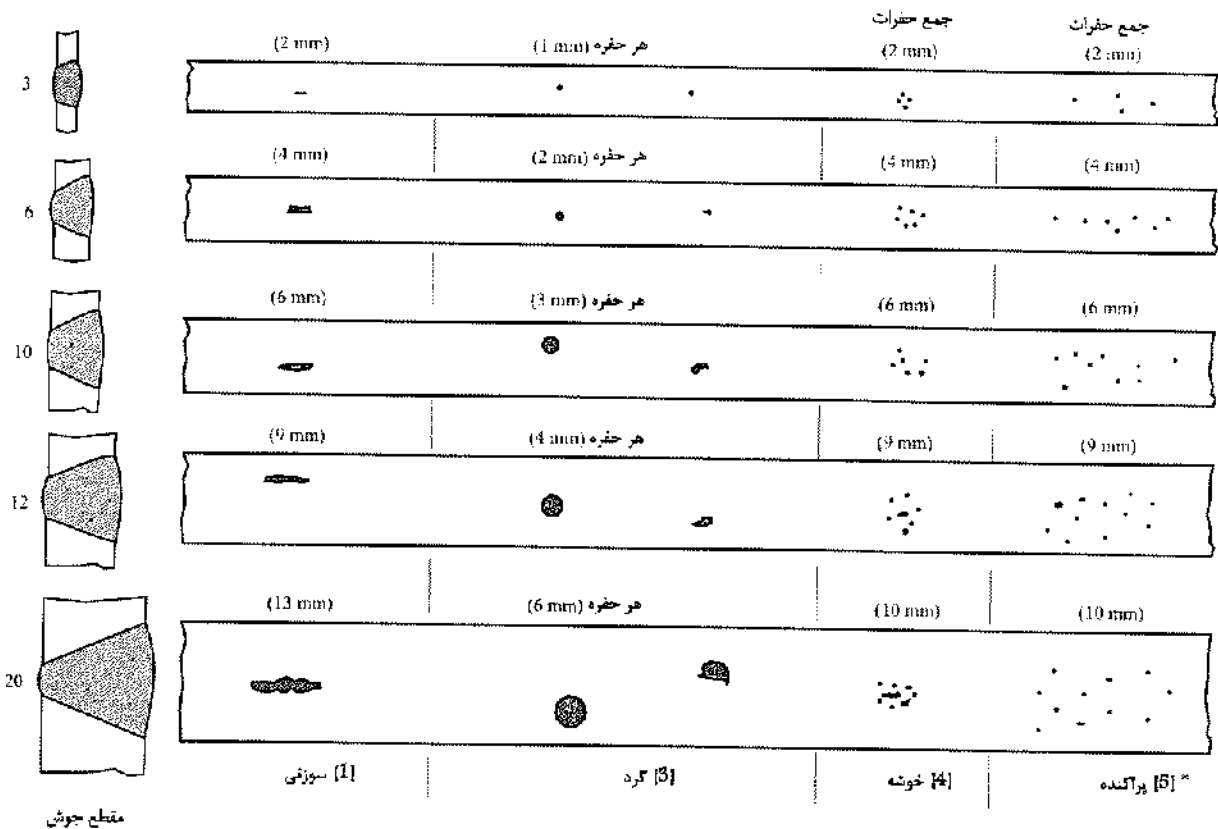 جمع حفرات
جمع حفرات
(2 mm)
هر حفره (1 mm)
(2 mm)
(2 mm)
3
(4 mm)
هر حفره (2 mm)
(4 mm)
(4 mm)
6
(6 mm)
هر حفره (3 mm)
(6 mm)
(6 mm)
10
(9 mm)
هر حفره (4 mm)
(9 mm)
(9 mm)
12
(13 mm)
هر حفره (6 mm)
(10 mm)
(10 mm)
20
[1] سوزنی
[3] گرد
[4] خوشه
* [5] پراکنده
مقطع جوش